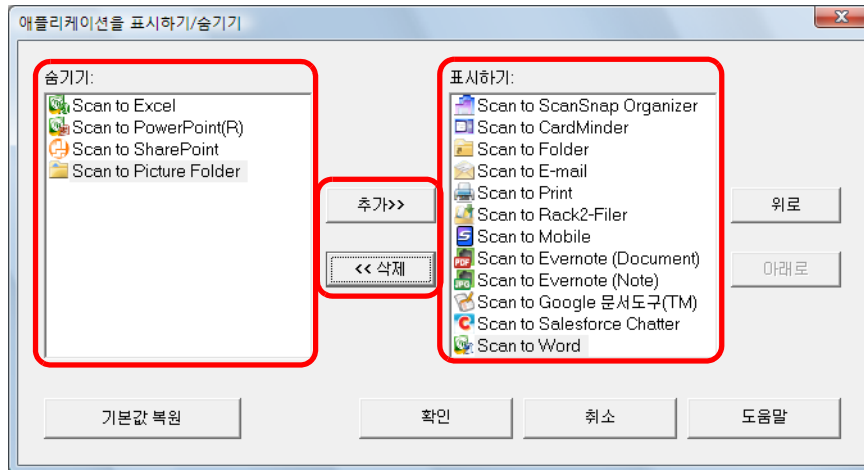 애플리케이션을 표시하기/숨기기
숨기기:
Scan to Excel
Scan to PowerPoint(R)
Scan to SharePoint
Scan to Picture Folder
추가>>
<< 삭제
표시하기:
Scan to ScanSnap Organizer
Scan to CardMinder
Scan to Folder
Scan to E-mail
Scan to Print
Scan to Rack2-Filer
Scan to Mobile
Scan to Evernote (Document)
Scan to Evernote (Note)
Scan to Google 문서도구(TM)
Scan to Salesforce Chatter
Scan to Word
위로
아래로
기본값 복원
확인
취소
도움말